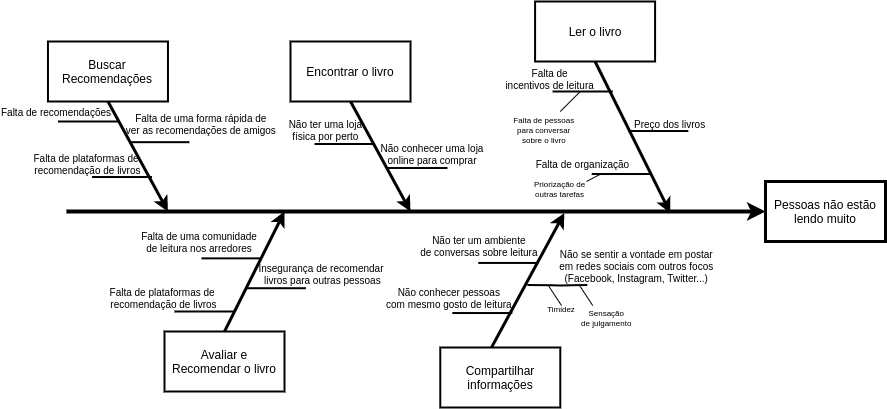 Buscar
Recomendações
Falta de recomendações
Falta de uma forma rápida de
ver as recomendações de amigos
Falta de plataformas de
recomendação de livros
Encontrar o livro
Não ter uma loja
física por perto
Não conhecer uma loja
online para comprar
Ler o livro
Falta de
incentivos de leitura
Falta de pessoas
para conversar
sobre o livro
Preço dos livros
Falta de organização
Priorização de
outras tarefas
Pessoas não estão
lendo muito
Falta de uma comunidade
de leitura nos arredores
Insegurança de recomendar
livros para outras pessoas
Falta de plataformas de
recomendação de livros
Avaliar e
Recomendar o livro
Não ter um ambiente
de conversas sobre leitura
Não se sentir a vontade em postar
em redes sociais com outros focos
(Facebook, Instagram, Twitter...)
Timidez
Sensação
de julgamento
Não conhecer pessoas
com mesmo gosto de leitura
Compartilhar
informações